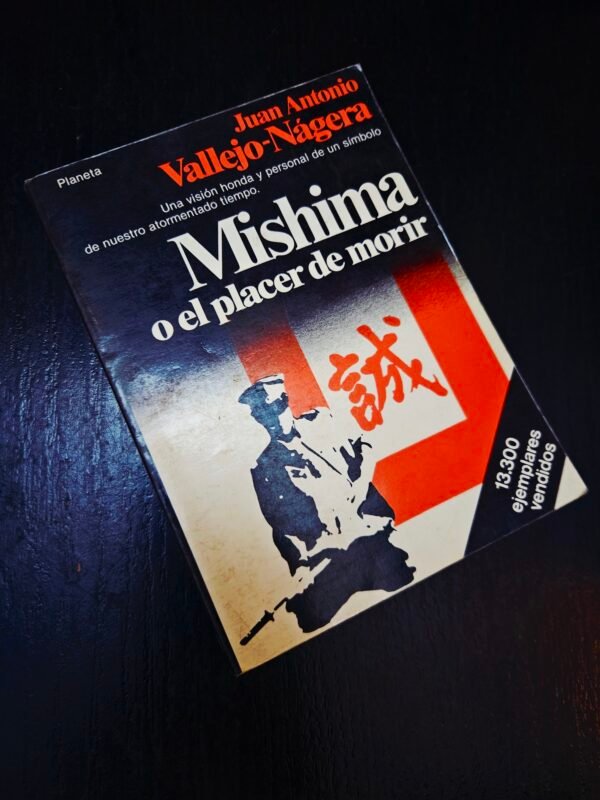 Juan Antonio
Vallejo-Nágera
Planeta
Una visión honda y personal de un símbolo
de nuestro atormentado tiempo.
Mishima
o el placer de morir
誠
13.300
ejemplares
vendidos